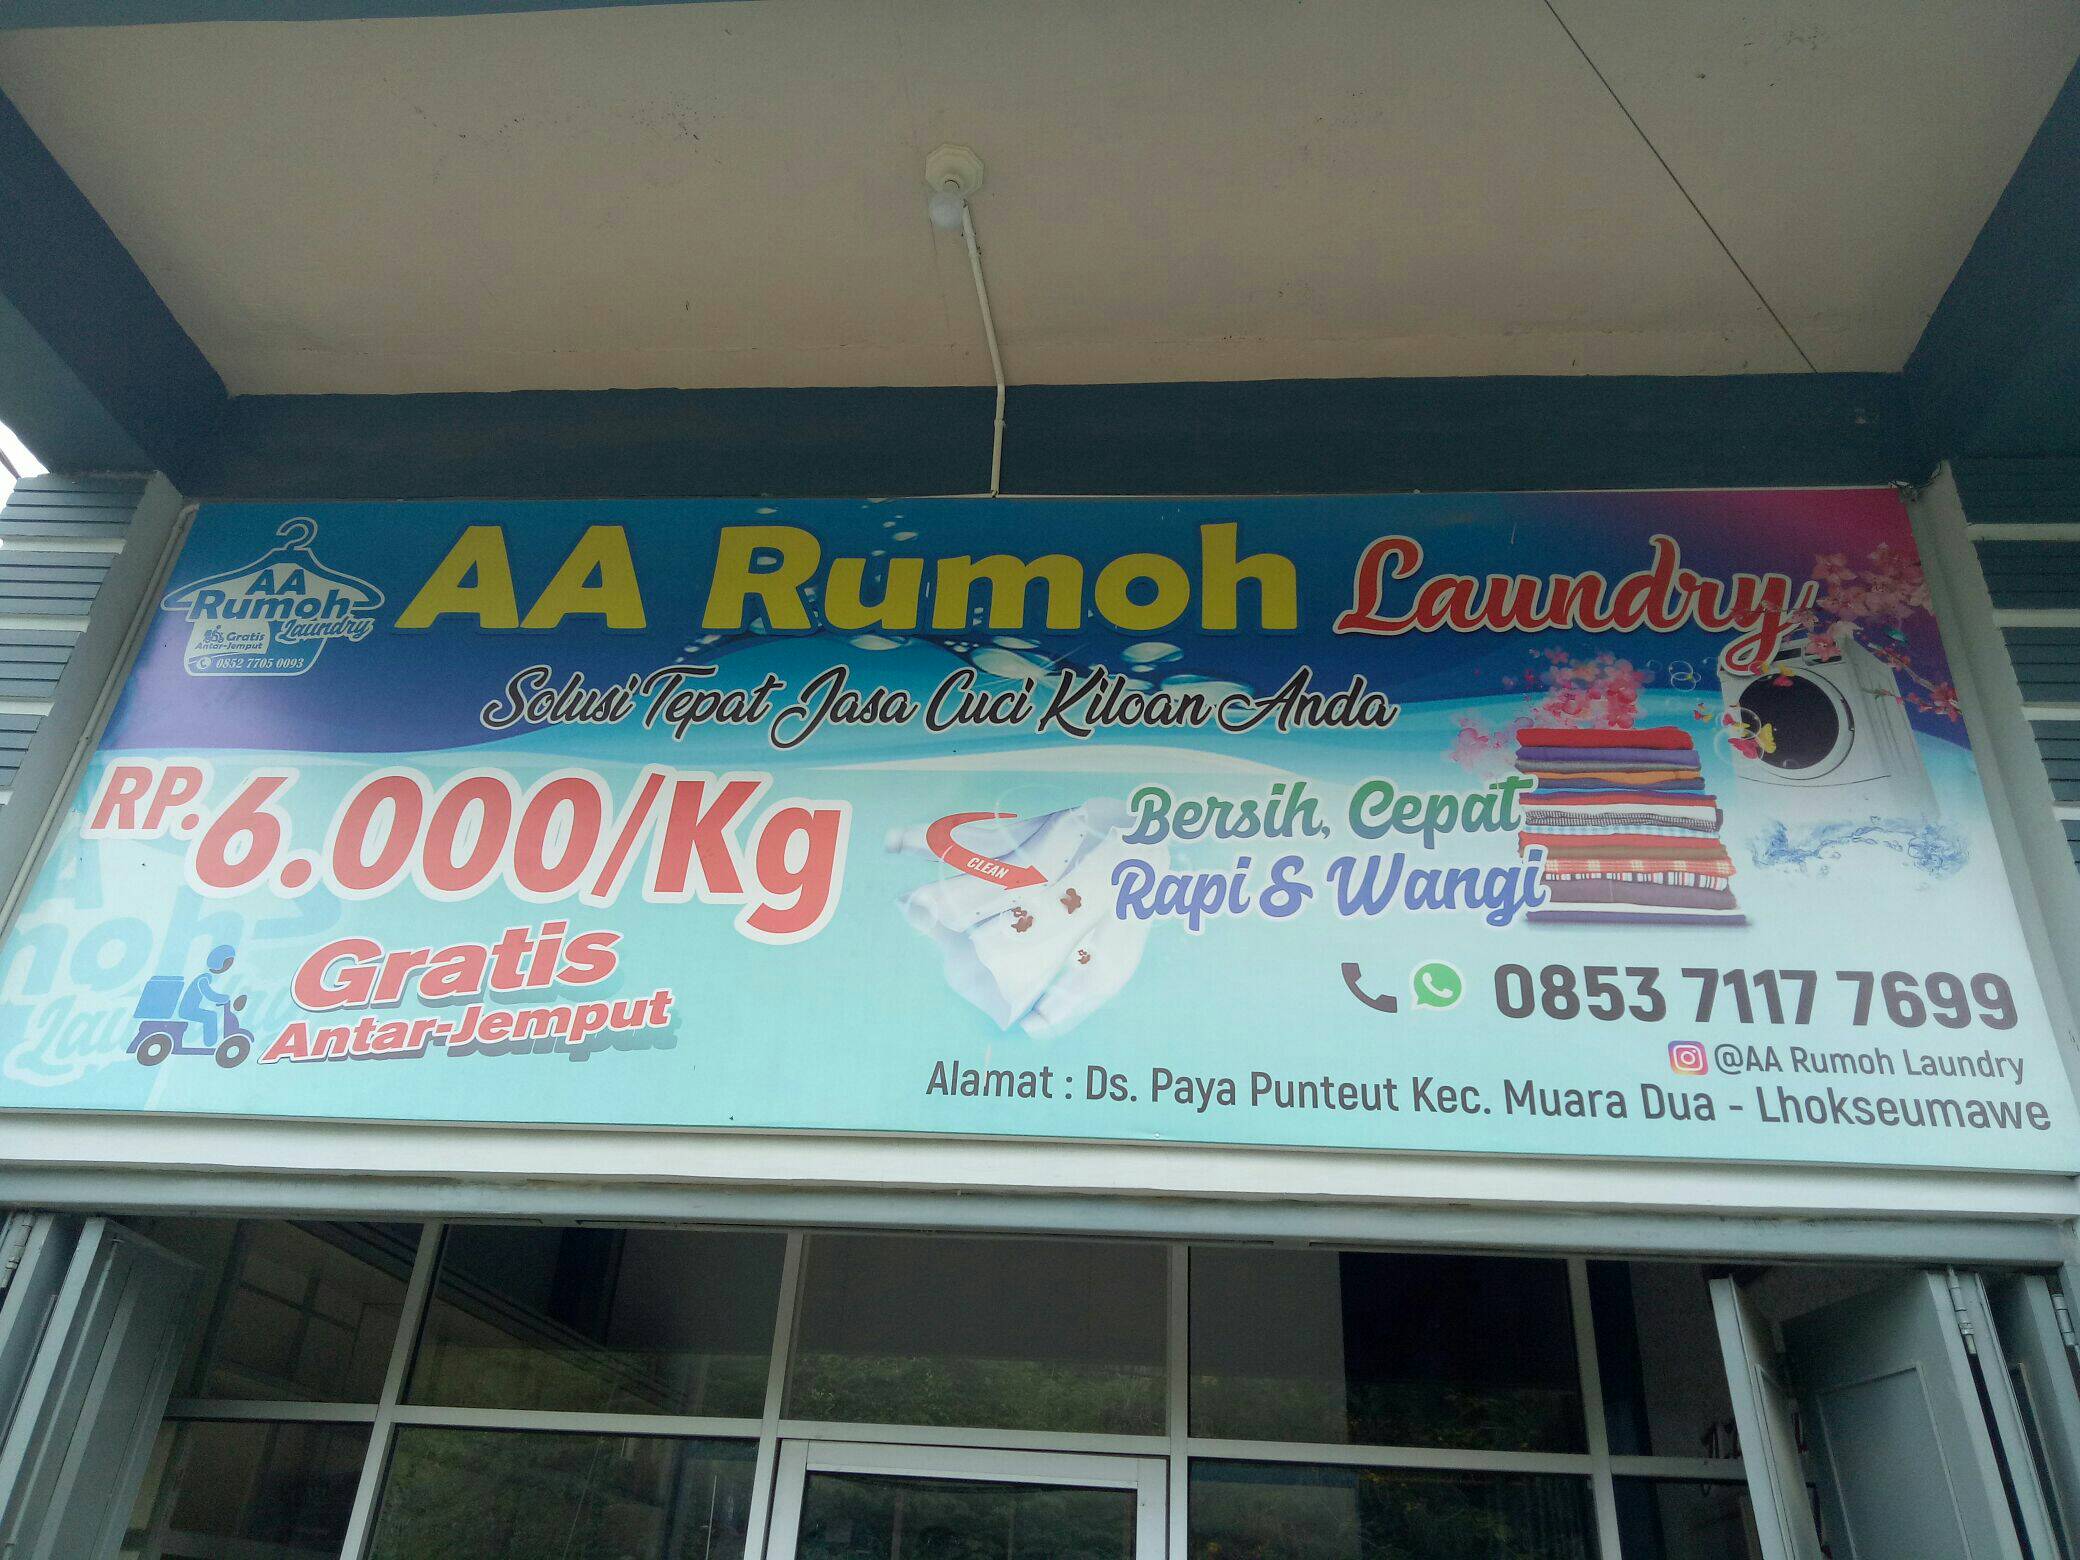 AA
Rumoh
Laundry
Gratis
Antar-Jemput
0852 7705 0093
AA Rumoh Laundry
Solusi Tepat Jasa Cuci Kiloan Anda
RP.6.000/Kg
Gratis
Antar-Jemput
CLEAN
Bersih, Cepat
Rapi & Wangi
0853 7117 7699
@AA Rumoh Laundry
Alamat : Ds. Paya Punteut Kec. Muara Dua - Lhokseumawe